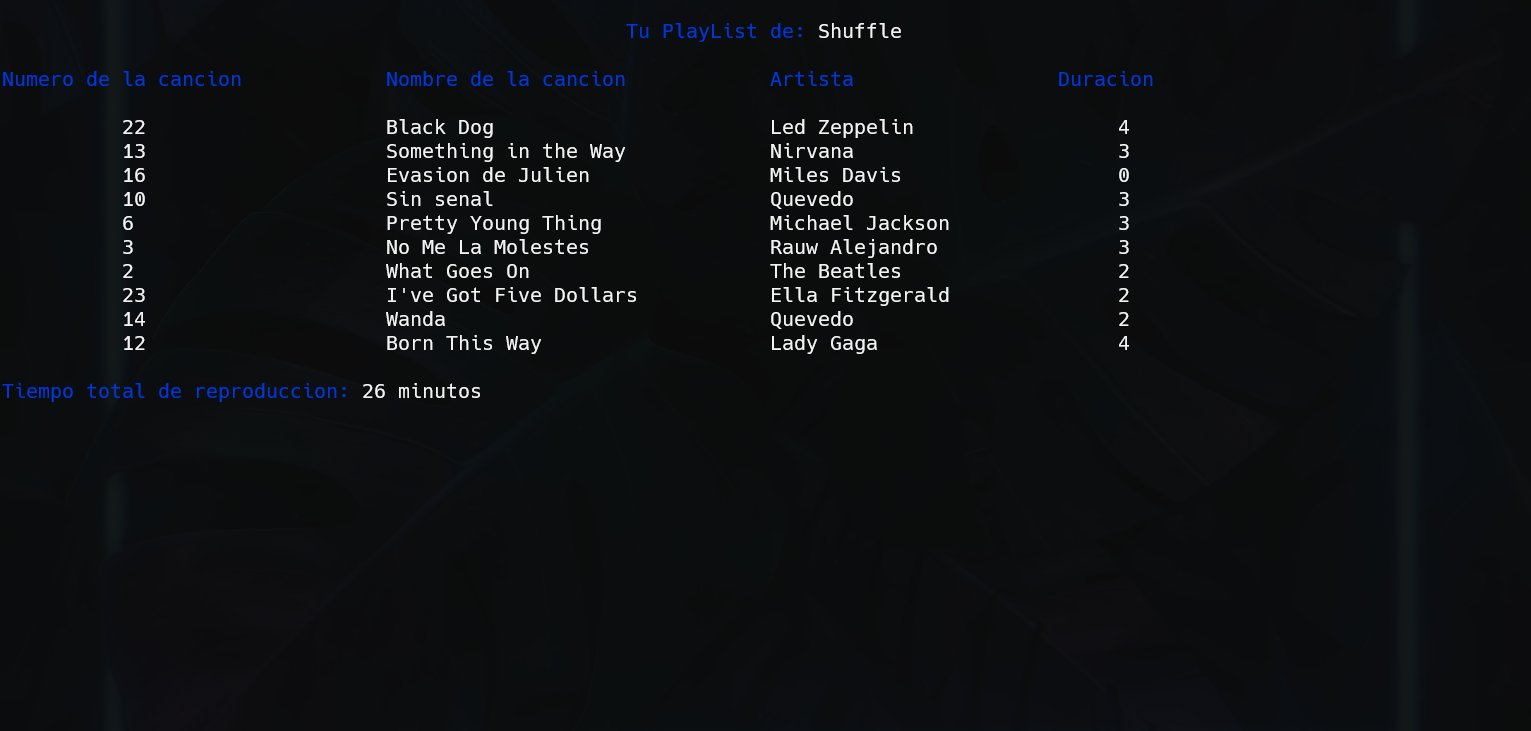 Tu PlayList de: Shuffle
Numero de la cancion Nombre de la cancion Artista Duracion
22 Black Dog Led Zeppelin 4
13 Something in the Way Nirvana 3
16 Evasion de Julien Miles Davis 0
10 Sin senal Quevedo 3
6 Pretty Young Thing Michael Jackson 3
3 No Me La Molestes Rauw Alejandro 3
2 What Goes On The Beatles 2
23 I've Got Five Dollars Ella Fitzgerald 2
14 Wanda Quevedo 2
12 Born This Way Lady Gaga 4
Tiempo total de reproduccion: 26 minutos